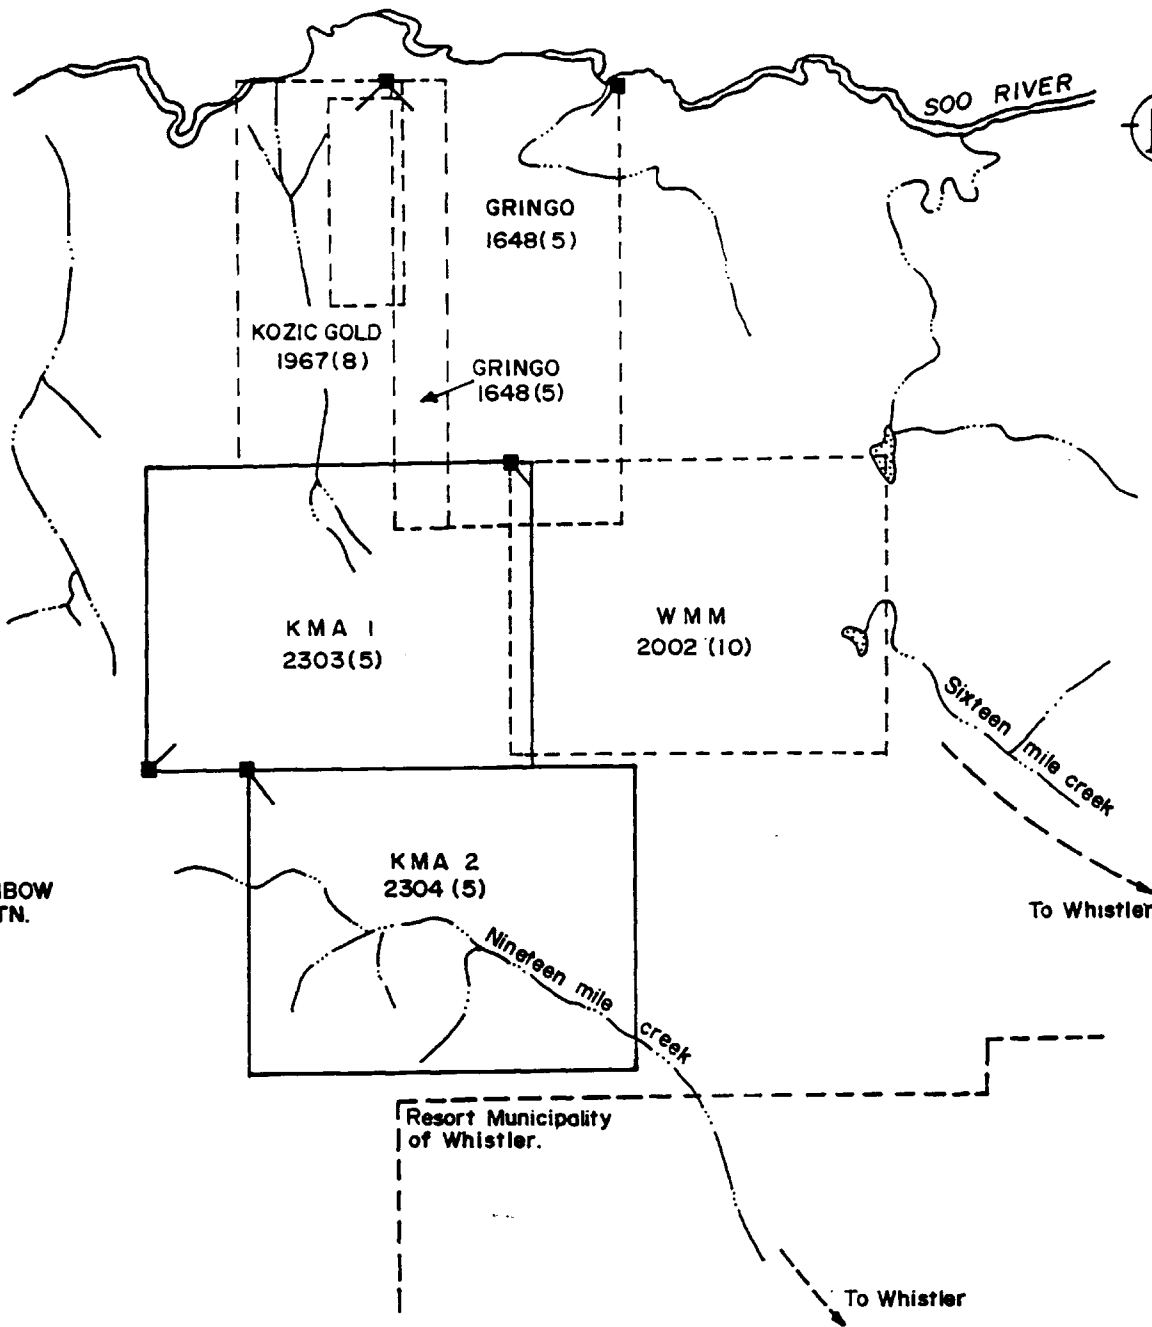 SOO RIVER
GRINGO
1648(5)
KOZIC GOLD
1967(8)
GRINGO
1648(5)
KMA 1
2303(5)
WMM
2002 (10)
Sixteen mile creek
KMA 2
2304 (5)
BOW
TN.
To Whistler
Nineteen mile creek
Resort Municipality
of Whistler.
To Whistler